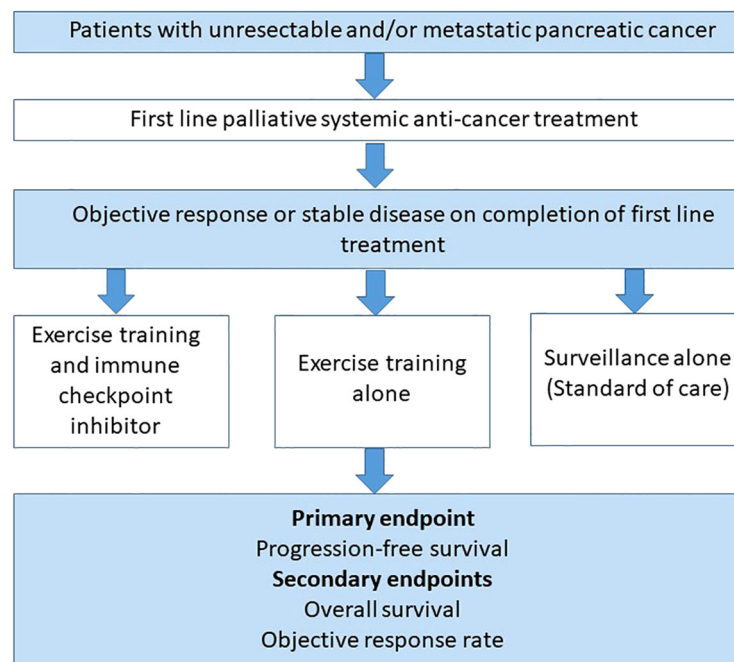 Patients with unresectable and/or metastatic pancreatic cancer
First line palliative systemic anti-cancer treatment
Objective response or stable disease on completion of first line
treatment
Exercise training
and immune
checkpoint
inhibitor
Exercise training
alone
Surveillance alone
(Standard of care)
Primary endpoint
Progression-free survival
Secondary endpoints
Overall survival
Objective response rate